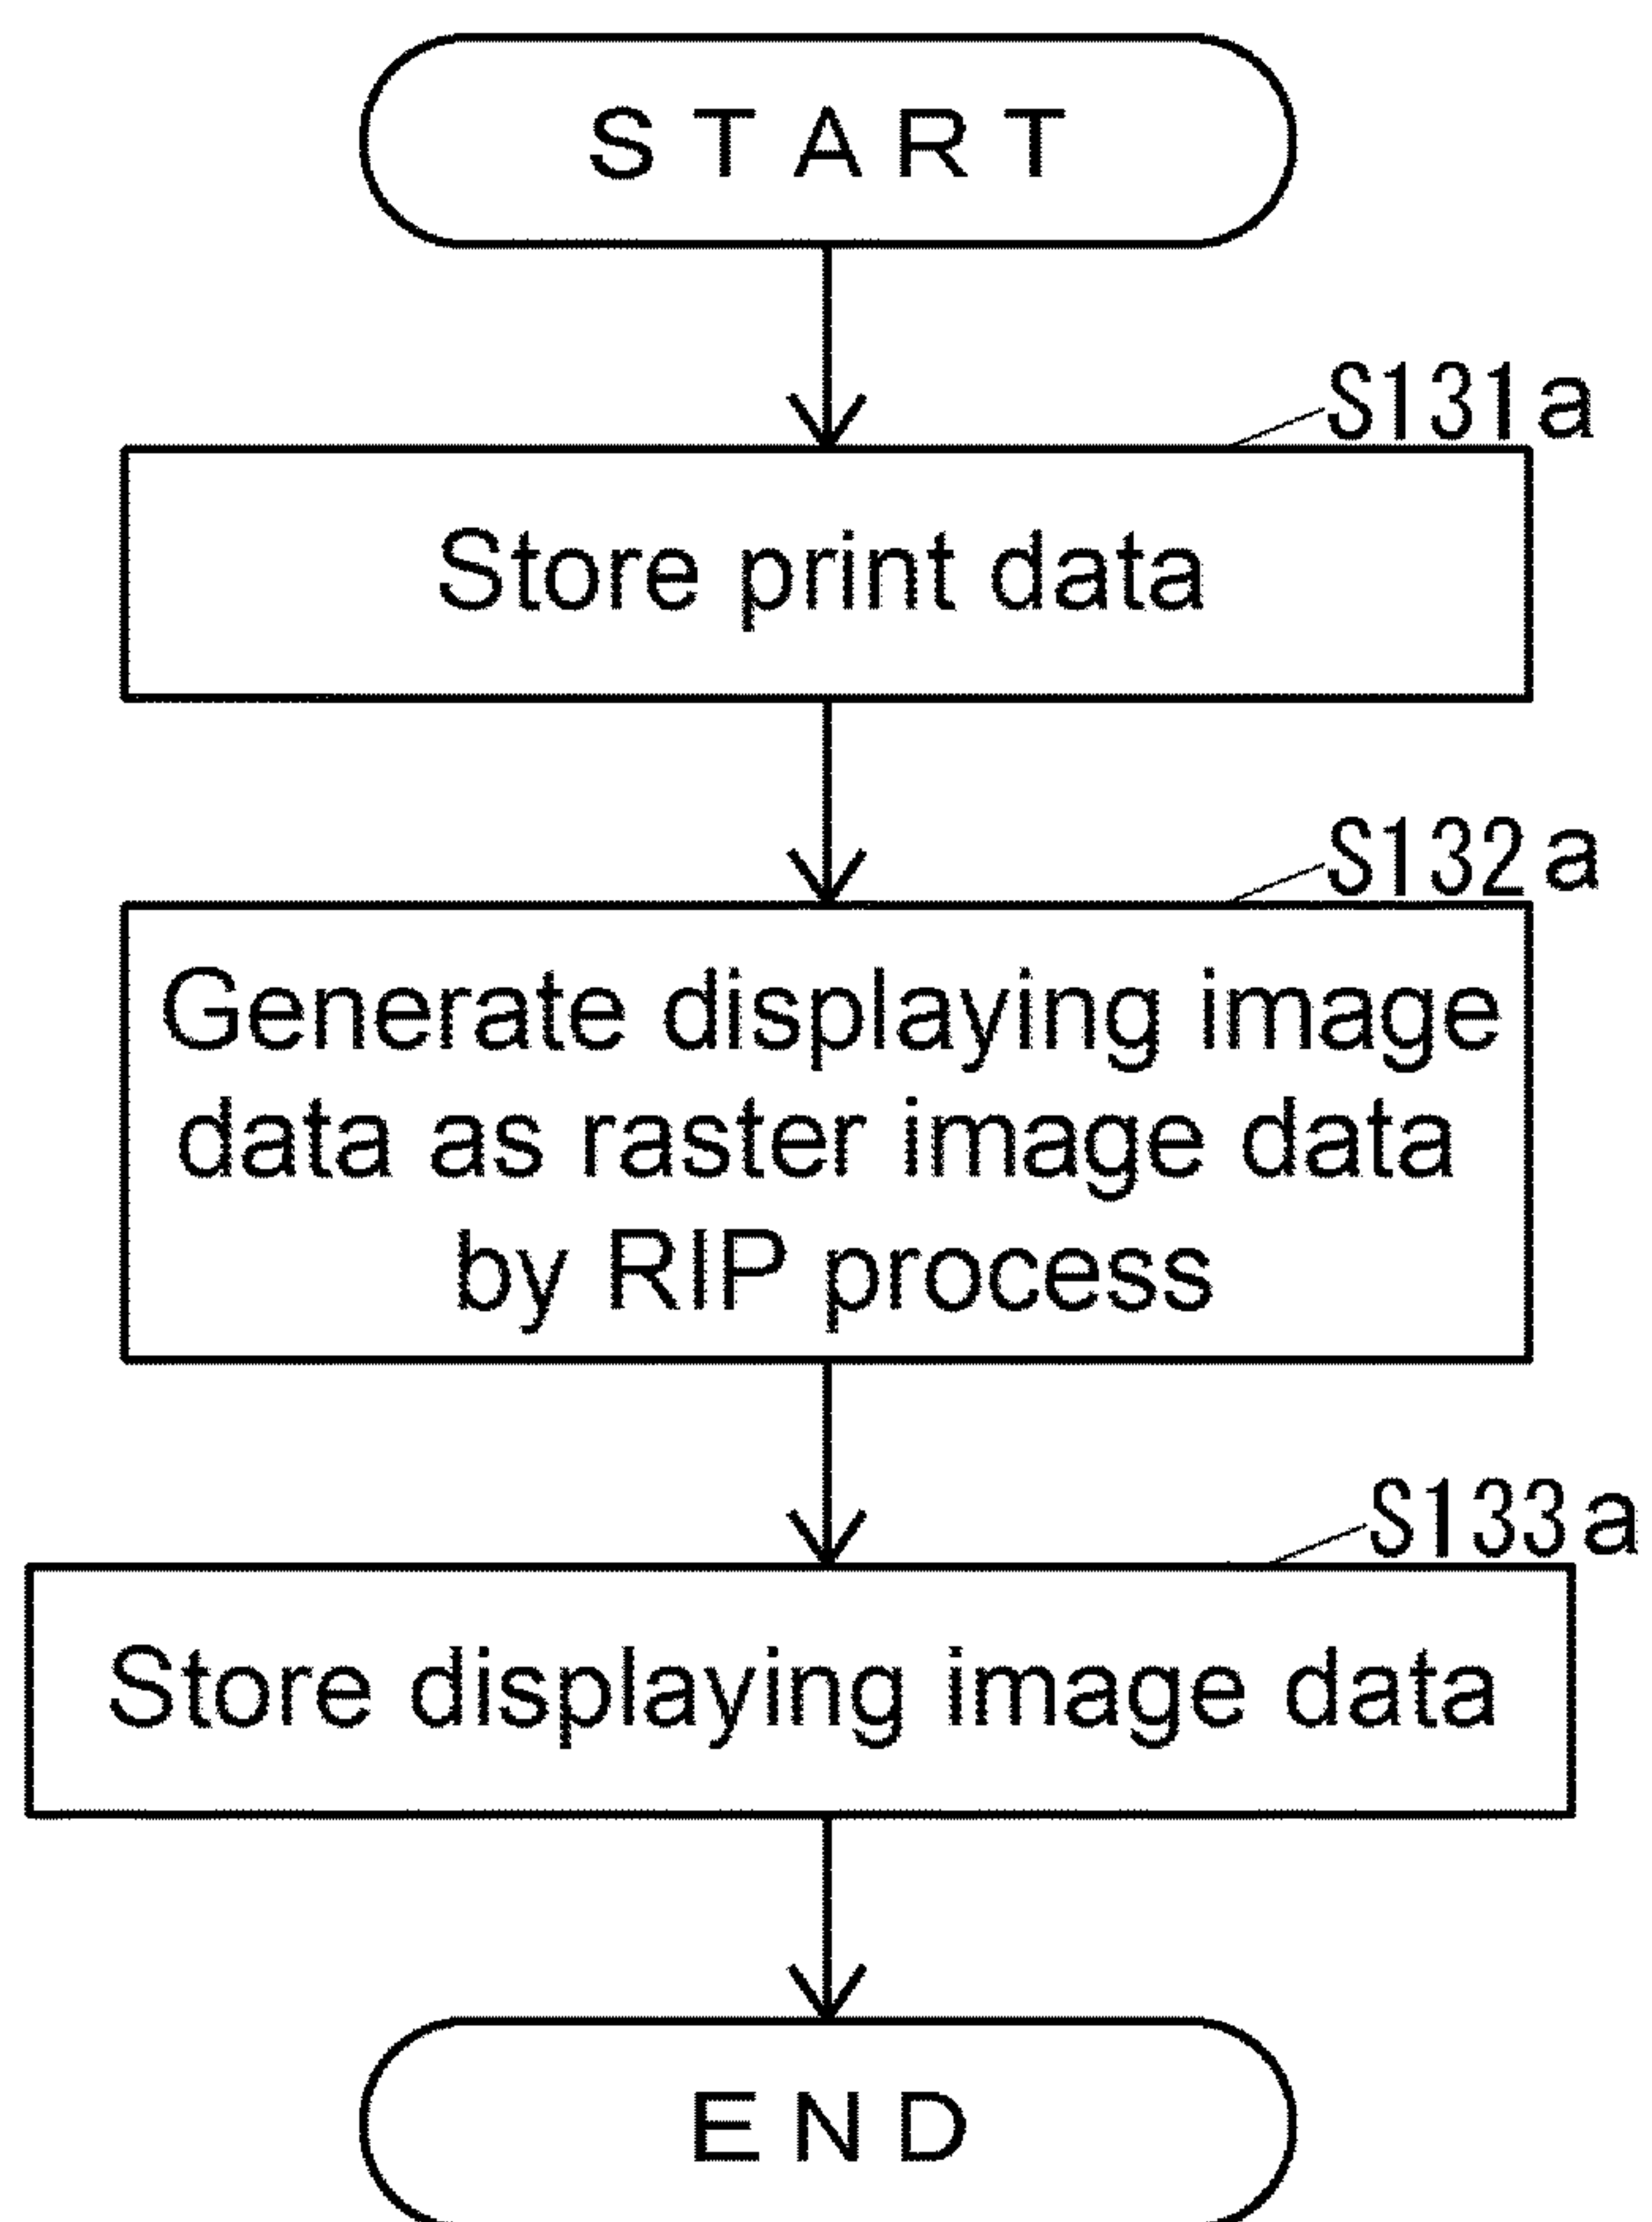 START
S131a
Store print data
S132a
Generate displaying image
data as raster image data
by RIP process
S133a
Store displaying image data
END